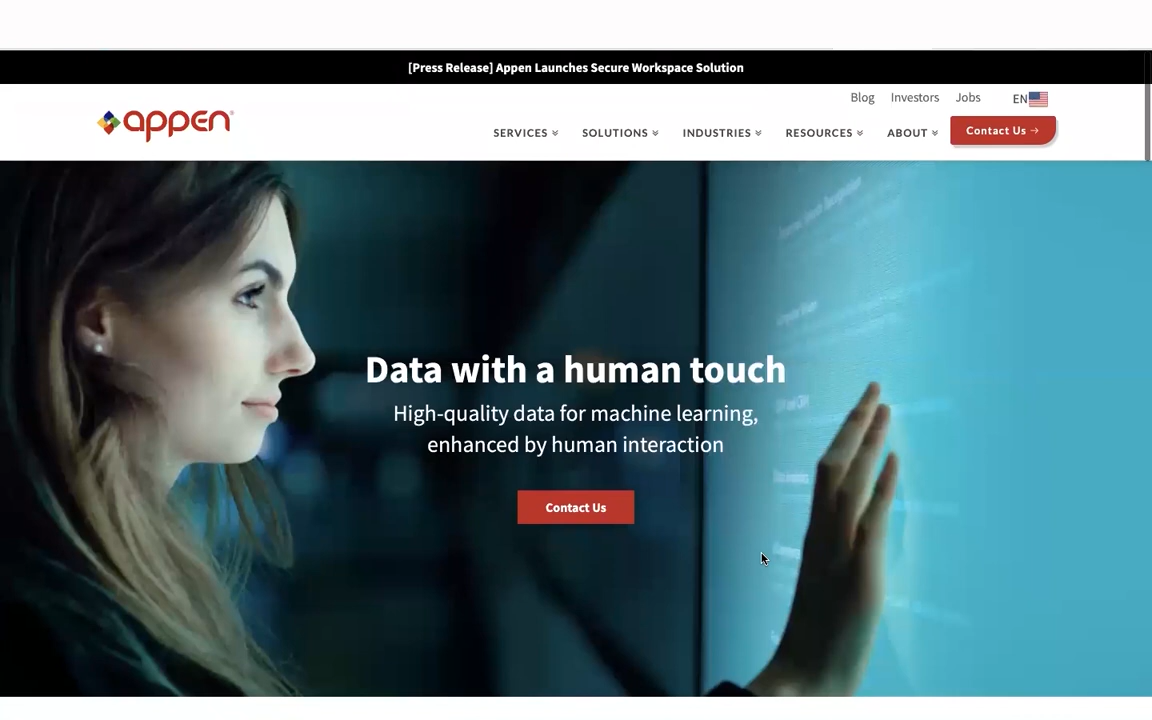 [Press Release] Appen Launches Secure Workspace Solution
Blog Investors Jobs EN
appen
SERVICES SOLUTIONS INDUSTRIES RESOURCES ABOUT Contact Us →
Data with a human touch
High-quality data for machine learning,
enhanced by human interaction
Contact Us